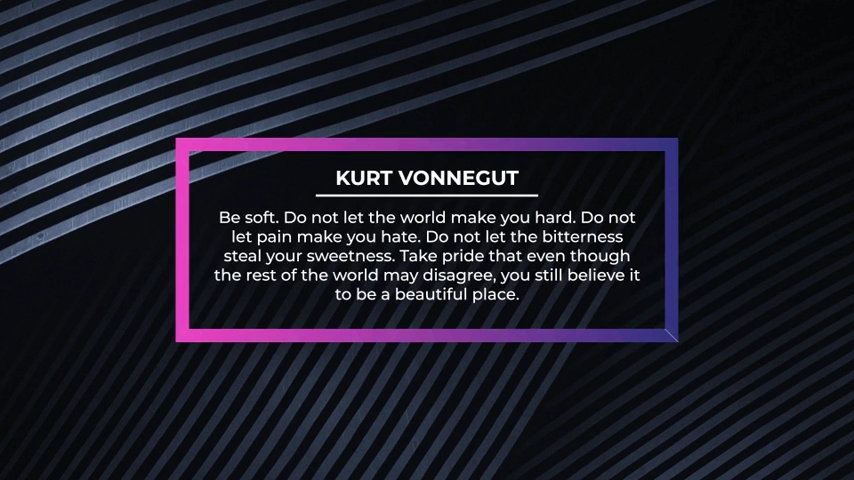 KURT VONNEGUT
Be soft. Do not let the world make you hard. Do not
let pain make you hate. Do not let the bitterness
steal your sweetness. Take pride that even though
the rest of the world may disagree, you still believe it
to be a beautiful place.